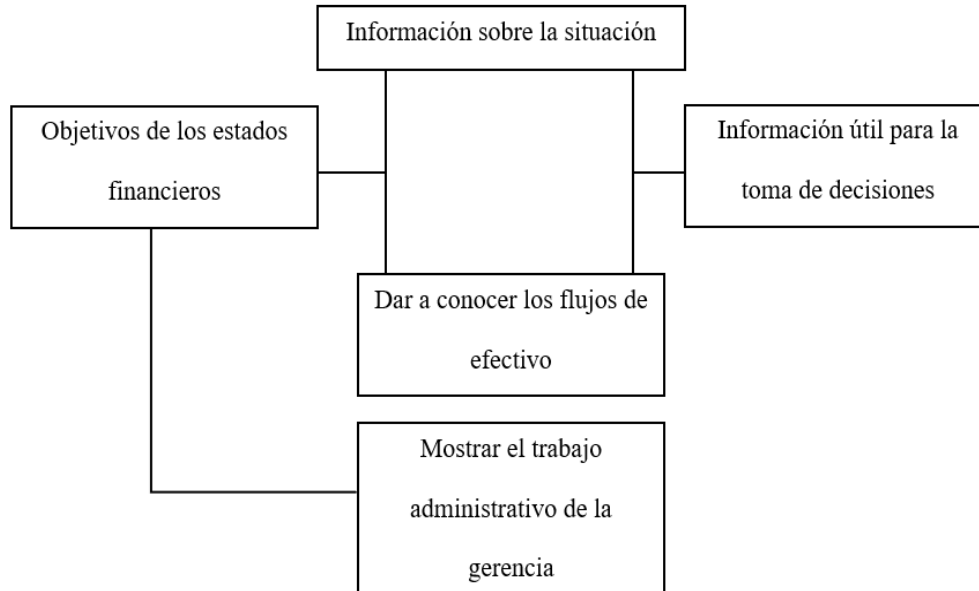 Información sobre la situación
Objetivos de los estados
financieros
Información útil para la
toma de decisiones
Dar a conocer los flujos de
efectivo
Mostrar el trabajo
administrativo de la
gerencia